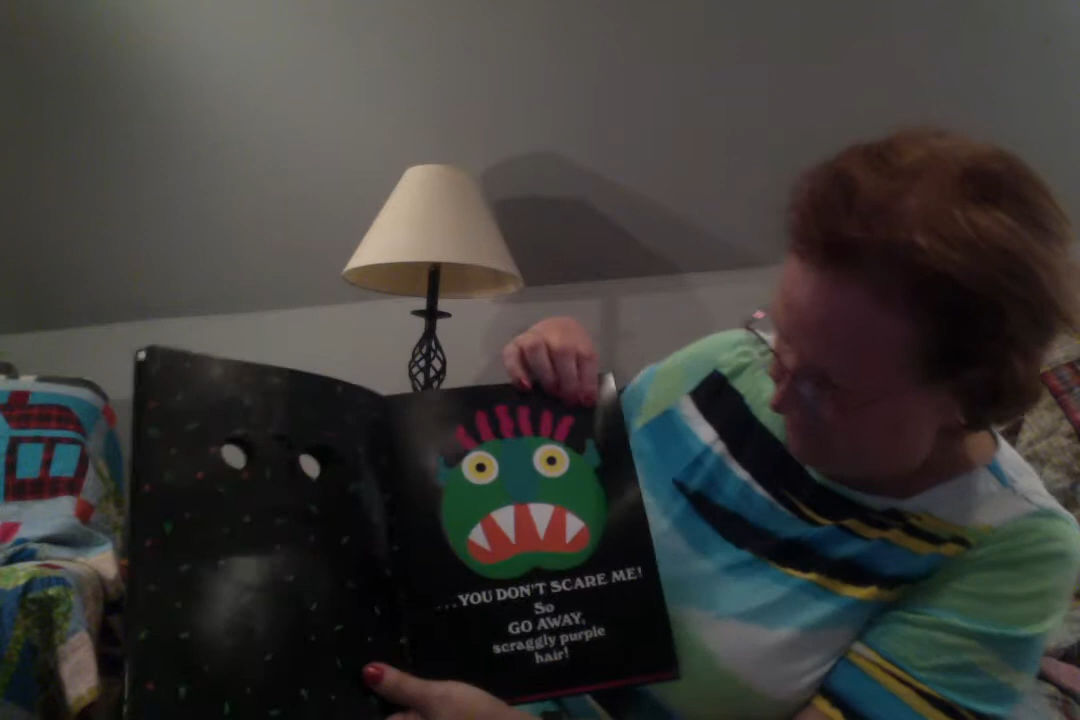 ...YOU DON'T SCARE ME!
So
GO AWAY,
scraggly purple
hair!